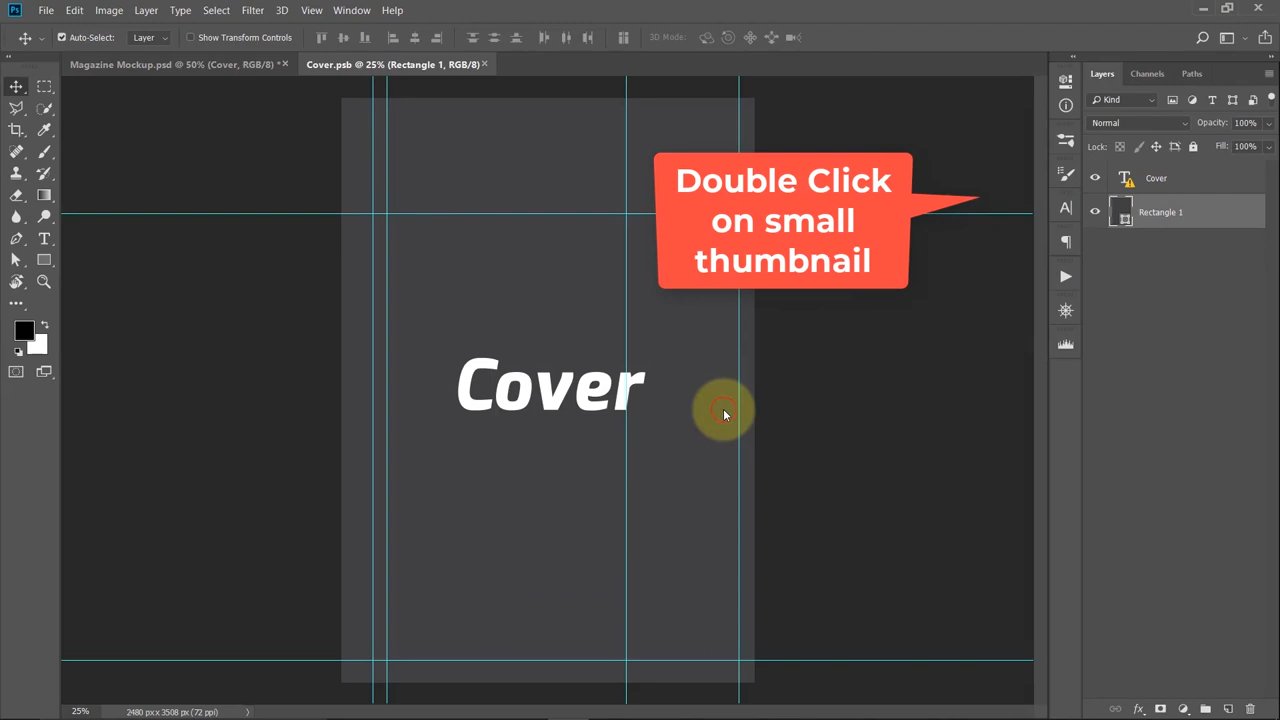 Ps File Edit Image Layer Type Select Filter 3D View Window Help
Auto-Select: Layer Show Transform Controls 3D Mode:
Magazine Mockup.psd @ 50% (Cover, RGB/8) * × Cover.psb @ 25% (Rectangle 1, RGB/8) ×
Layers Channels Paths
Kind
Normal Opacity: 100%
Lock: Fill: 100%
Cover
Rectangle 1
Double Click
on small
thumbnail
Cover
25% 2480 px x 3508 px (72 ppi)